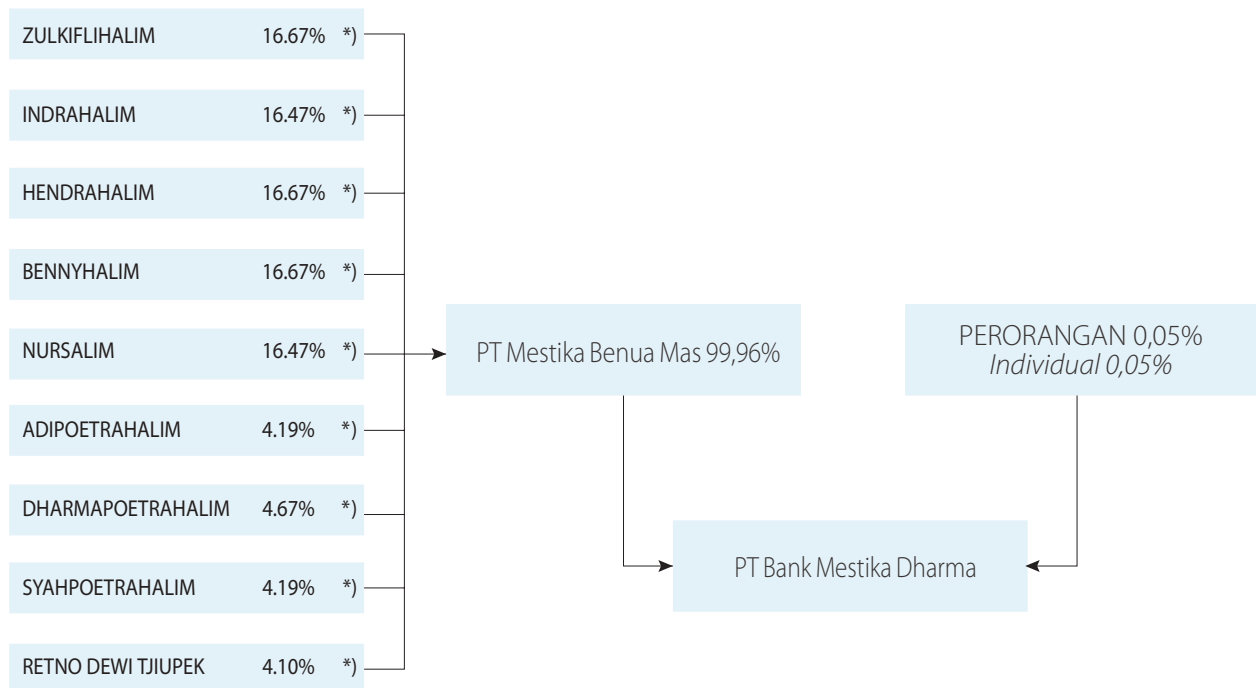 ZULKIFLIHALIM 16.67% *)
INDRAHALIM 16.47% *)
HENDRAHALIM 16.67% *)
BENNYHALIM 16.67% *)
NURSALIM 16.47% *)
ADIPOETRAHALIM 4.19% *)
DHARMAPOETRAHALIM 4.67% *)
SYAHPOETRAHALIM 4.19% *)
RETNO DEWI TJIUPEK 4.10% *)
PT Mestika Benua Mas 99,96%
PERORANGAN 0,05%
Individual 0,05%
PT Bank Mestika Dharma